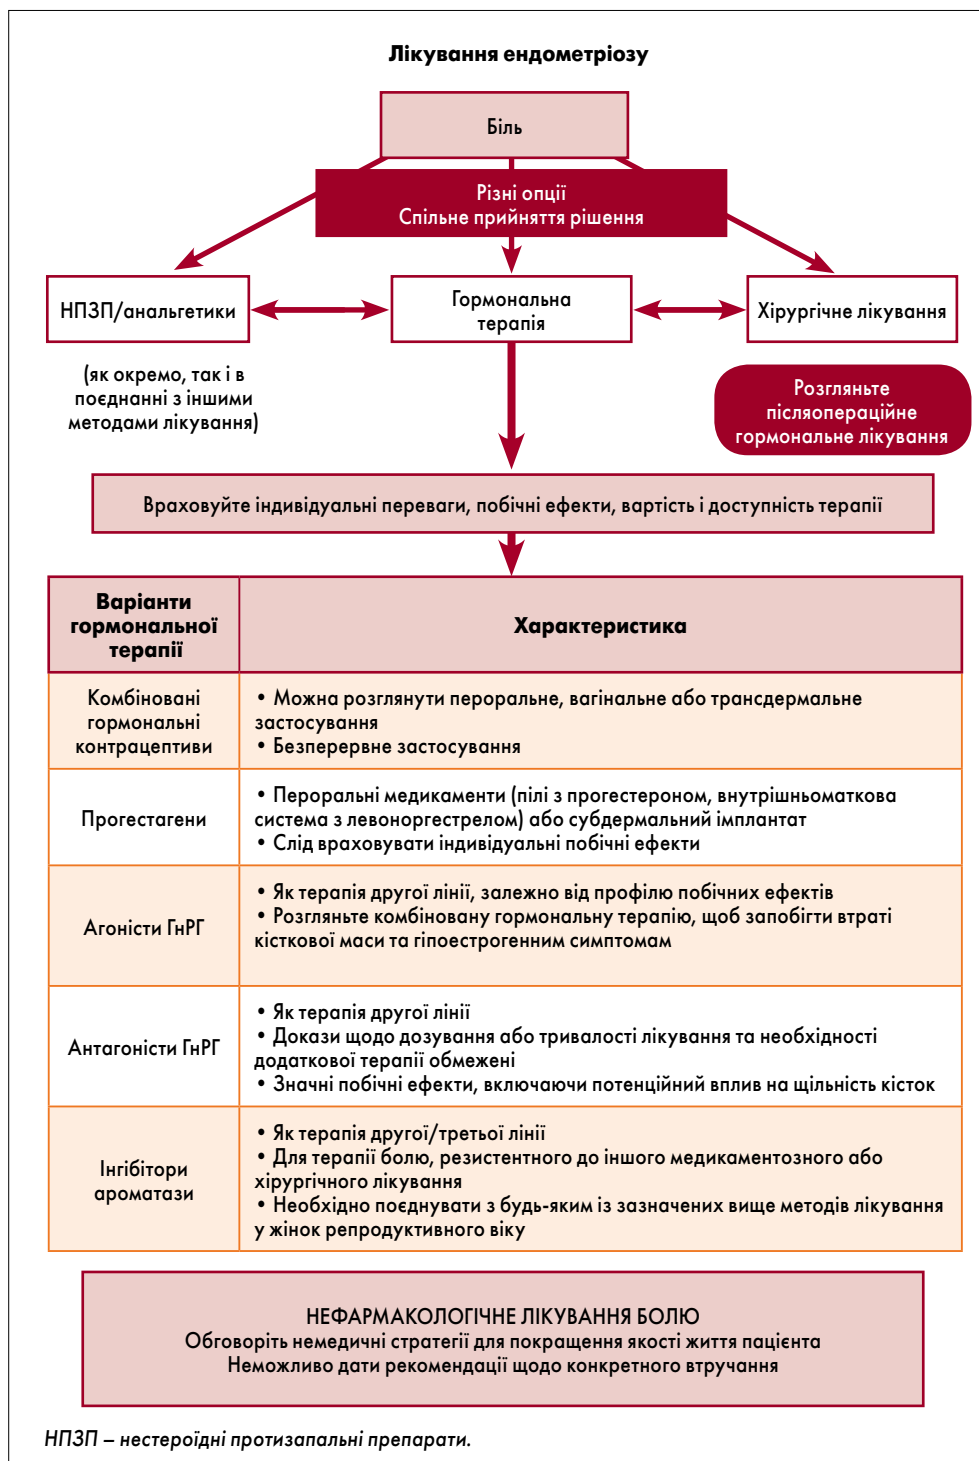 Лікування ендометріозу
Біль
Різні опції
Спільне прийняття рішення
НПЗП/анальгетики
Гормональна
терапія
Хірургічне лікування
(як окремо, так і в
поєднанні з іншими
методами лікування)
Розгляньте
післяопераційне
гормональне лікування
Враховуйте індивідуальні переваги, побічні ефекти, вартість і доступність терапії
Варіанти
гормональної
терапії
Характеристика
Комбіновані
гормональні
контрацептиви
• Можна розглянути пероральне, вагінальне або трансдермальне
застосування
• Безперервне застосування
Прогестагени
• Пероральні медикаменти (пілі з прогестероном, внутрішньоматкова
система з левоноргестрелом) або субдермальний імплантат
• Слід враховувати індивідуальні побічні ефекти
Агоністи ГнРГ
• Як терапія другої лінії, залежно від профілю побічних ефектів
• Розгляньте комбіновану гормональну терапію, щоб запобігти втраті
кісткової маси та гіпоестрогенним симптомам
Антагоністи ГнРГ
• Як терапія другої лінії
• Докази щодо дозування або тривалості лікування та необхідності
додаткової терапії обмежені
• Значні побічні ефекти, включаючи потенційний вплив на щільність кісток
Інгібітори
ароматази
• Як терапія другої/третьої лінії
• Для терапії болю, резистентного до іншого медикаментозного або
хірургічного лікування
• Необхідно поєднувати з будь-яким із зазначених вище методів лікування
у жінок репродуктивного віку
НЕФАРМАКОЛОГІЧНЕ ЛІКУВАННЯ БОЛЮ
Обговоріть немедичні стратегії для покращення якості життя пацієнта
Неможливо дати рекомендації щодо конкретного втручання
НПЗП – нестероїдні протизапальні препарати.